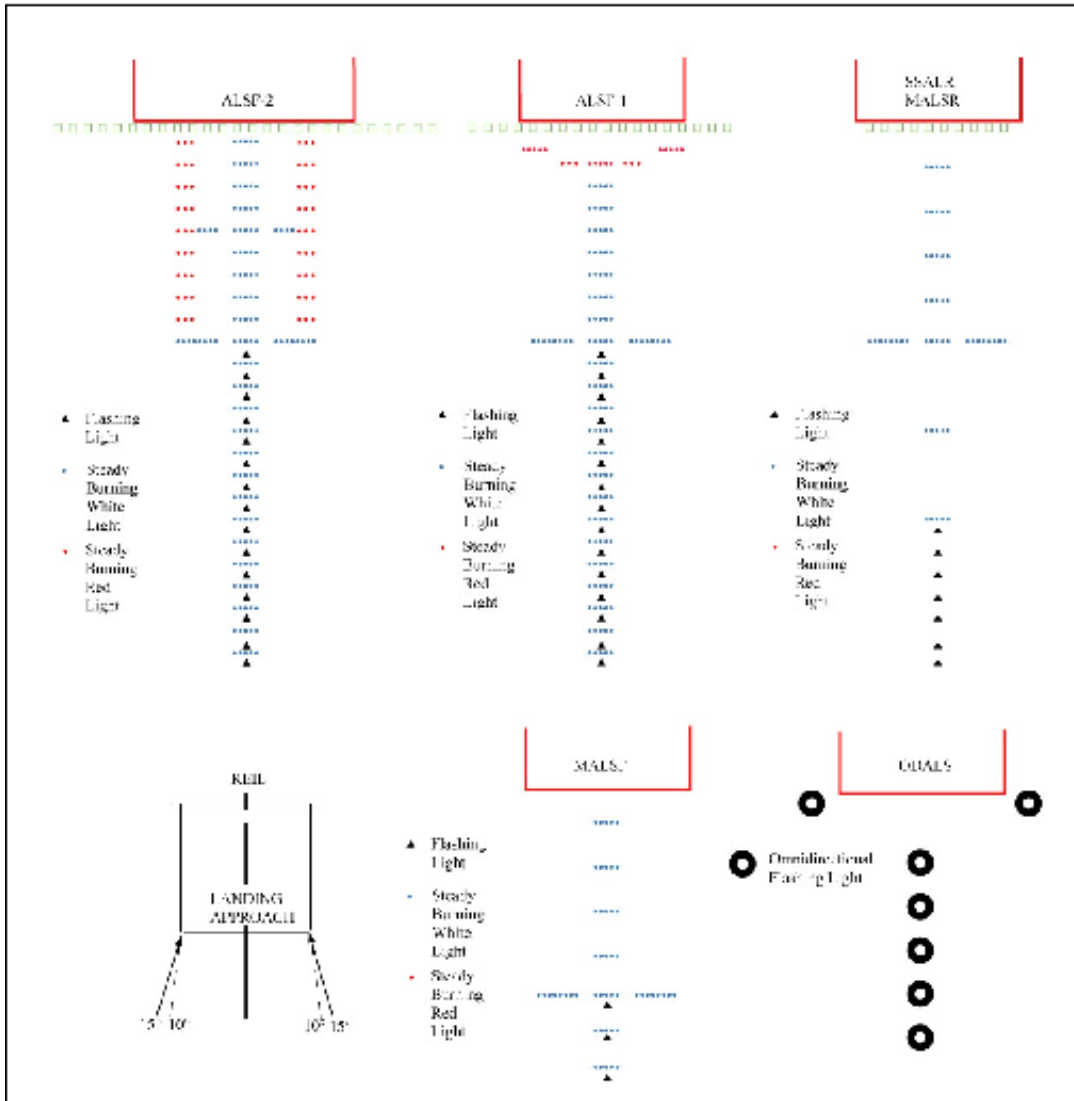 ALSF-2
ALSF-1
SSALR
MALSR
Flashing
Light
Steady
Burning
White
Light
Steady
Burning
Red
Light
Flashing
Light
Steady
Burning
White
Light
Steady
Burning
Red
Light
Flashing
Light
Steady
Burning
White
Light
Steady
Burning
Red
Light
REIL
LANDING
APPROACH
15° 10°
10° 15°
MALSF
Flashing
Light
Steady
Burning
White
Light
Steady
Burning
Red
Light
ODALS
Omnidirectional
Flashing Light